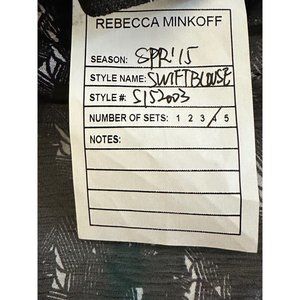 REBECCA MINKOFF
SEASON: SPR'15
STYLE NAME: SWIFT BLOUSE
STYLE #: S152003
NUMBER OF SETS: 1 2 3 4 5
NOTES: